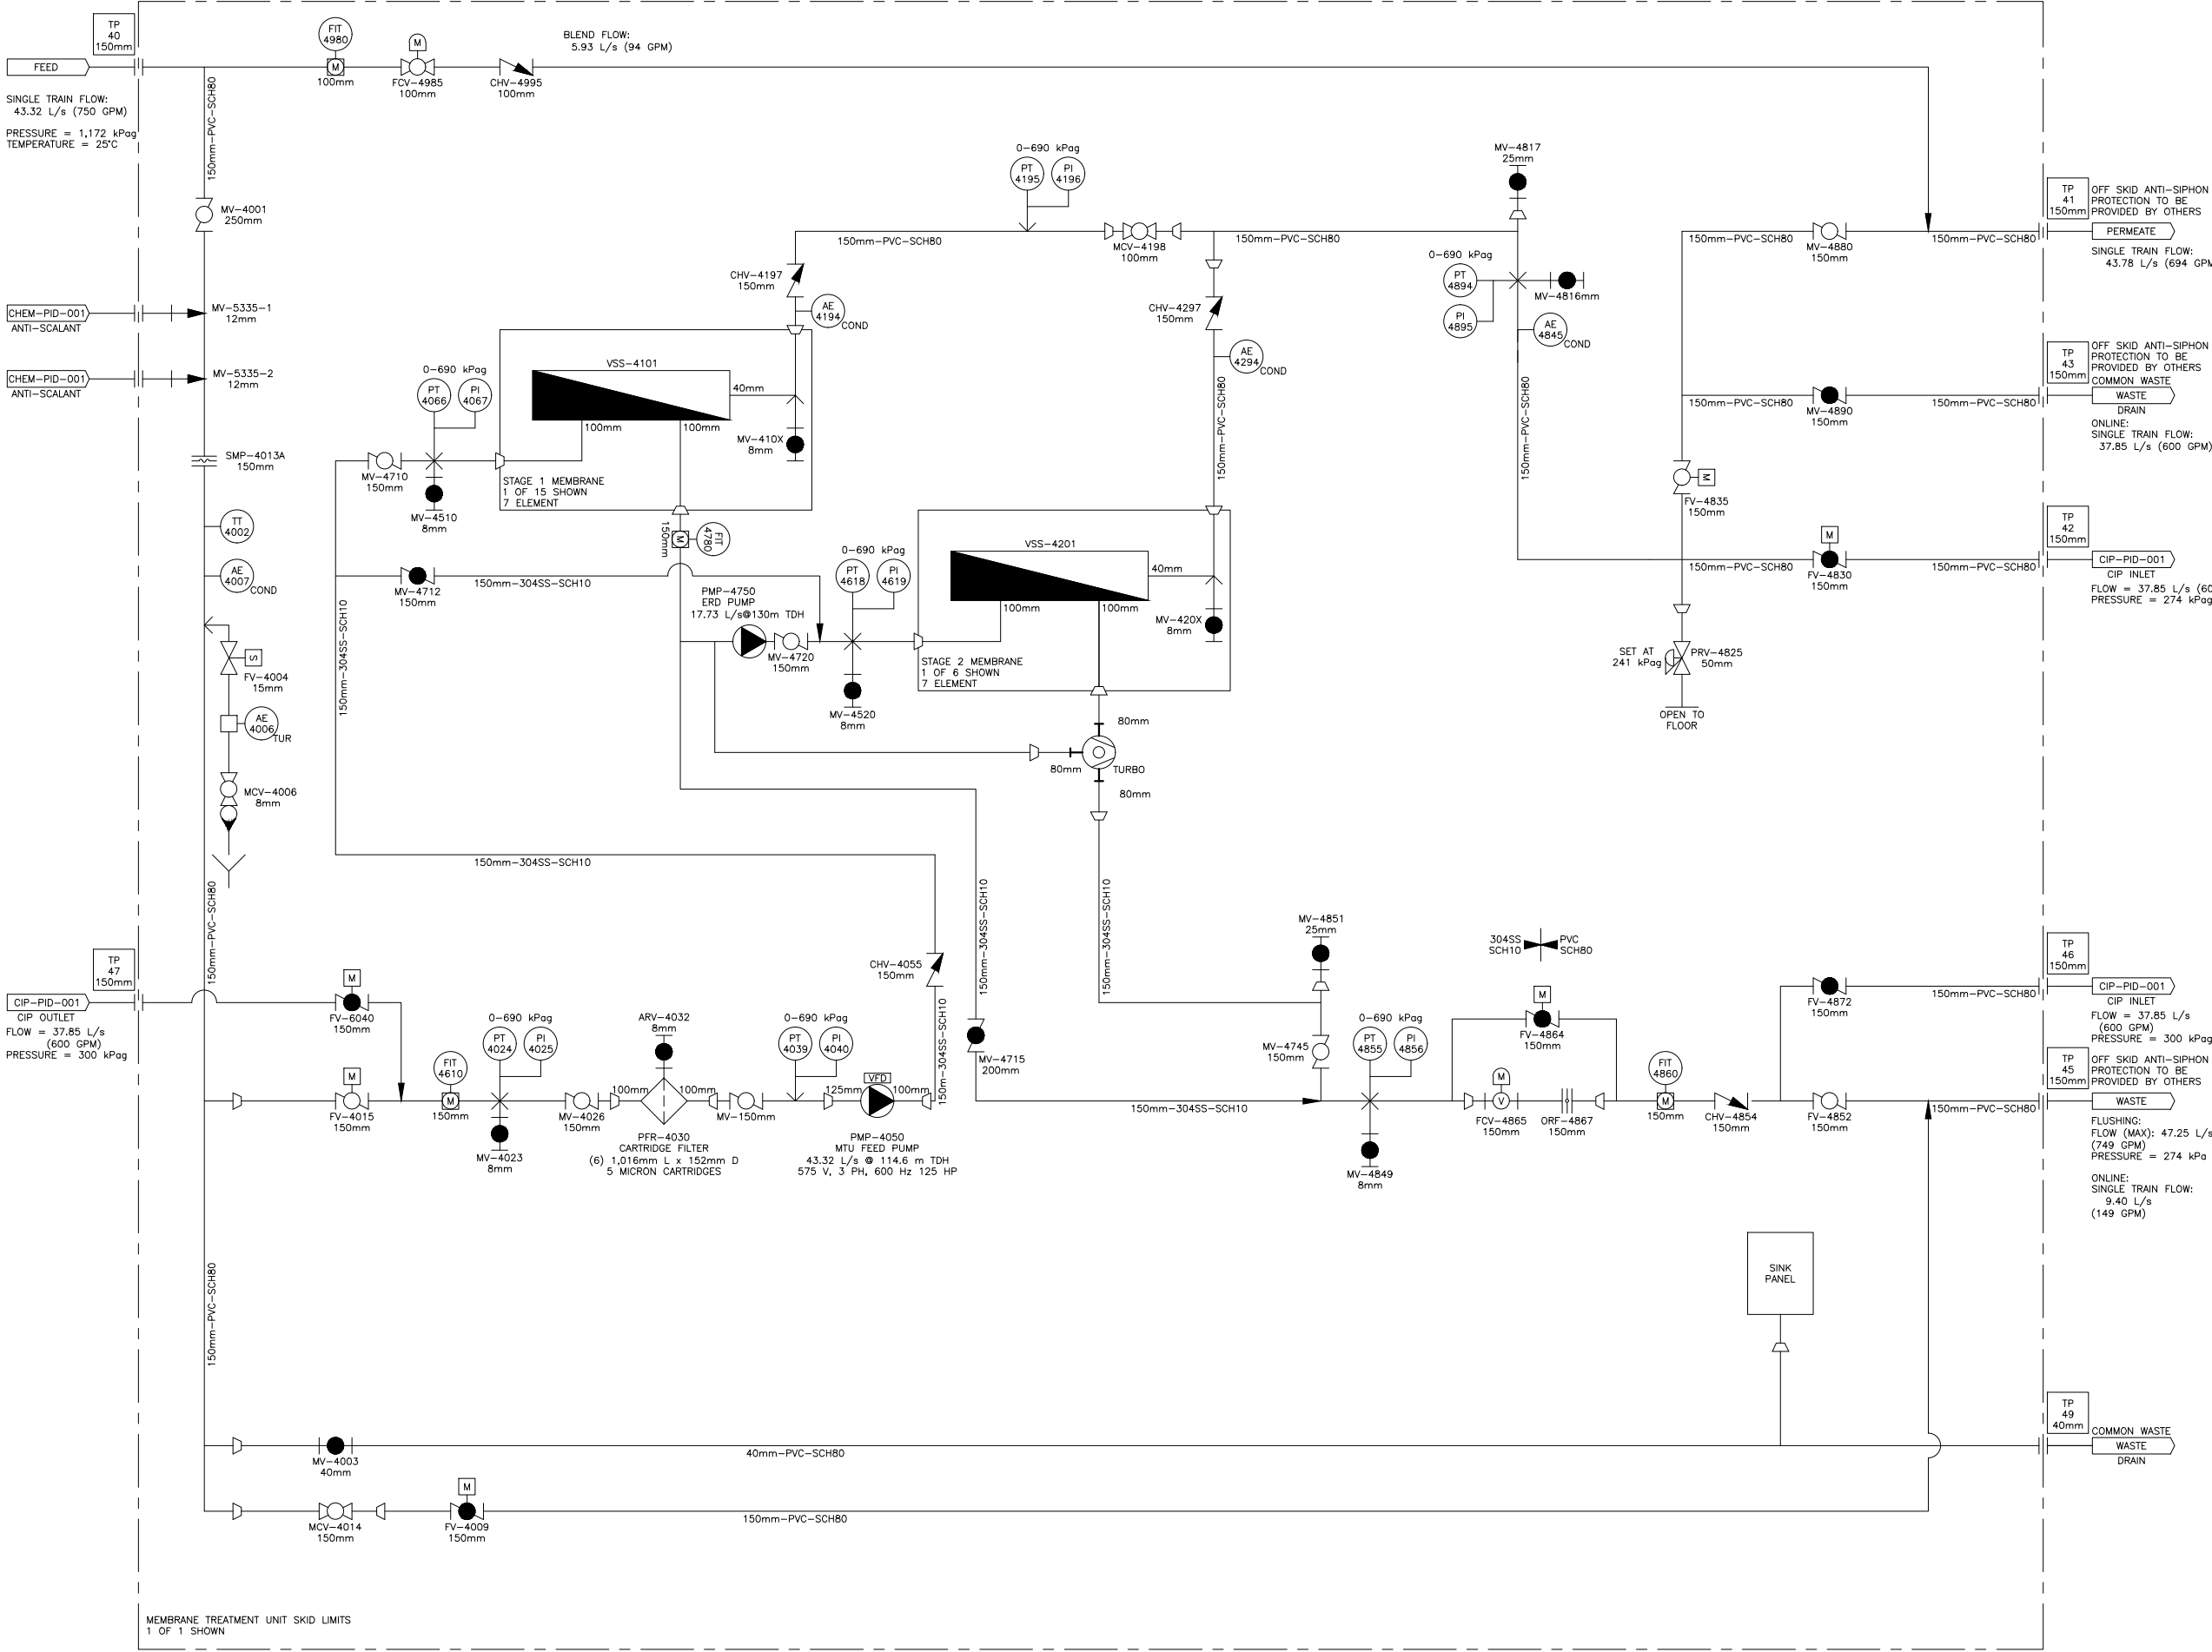 TP
40
150mm
FEED
SINGLE TRAIN FLOW:
43.32 L/s (750 GPM)
PRESSURE = 1,172 kPag
TEMPERATURE = 25°C
150mm-PVC-SCH80
FIT
4980
M
100mm
M
FCV-4985
100mm
CHV-4995
100mm
BLEND FLOW:
5.93 L/s (94 GPM)
MV-4001
250mm
CHEM-PID-001
ANTI-SCALANT
MV-5335-1
12mm
CHEM-PID-001
ANTI-SCALANT
MV-5335-2
12mm
SMP-4013A
150mm
TT
4002
AE
4007
COND
S
FV-4004
15mm
AE
4006
TUR
MCV-4006
8mm
150mm-PVC-SCH80
0-690 kPag
PT
4066
PI
4067
MV-4710
150mm
MV-4510
8mm
VSS-4101
40mm
100mm
100mm
MV-410X
8mm
STAGE 1 MEMBRANE
1 OF 15 SHOWN
7 ELEMENT
CHV-4197
150mm
AE
4194
COND
150mm-PVC-SCH80
0-690 kPag
PT
4195
PI
4196
MCV-4198
100mm
150mm-PVC-SCH80
CHV-4297
150mm
AE
4294
COND
150mm-PVC-SCH80
MV-4817
25mm
0-690 kPag
PT
4894
PI
4895
MV-4816mm
AE
4845
COND
150mm-PVC-SCH80
150mm
M
FIT
4780
MV-4712
150mm
150mm-304SS-SCH10
150mm-304SS-SCH10
PMP-4750
ERD PUMP
17.73 L/s@130m TDH
MV-4720
150mm
0-690 kPag
PT
4618
PI
4619
MV-4520
8mm
VSS-4201
40mm
100mm
100mm
MV-420X
8mm
STAGE 2 MEMBRANE
1 OF 6 SHOWN
7 ELEMENT
80mm
80mm
TURBO
80mm
150mm-PVC-SCH80
MV-4880
150mm
150mm-PVC-SCH80
TP
41
150mm
OFF SKID ANTI-SIPHON
PROTECTION TO BE
PROVIDED BY OTHERS
PERMEATE
SINGLE TRAIN FLOW:
43.78 L/s (694 GPM
150mm-PVC-SCH80
MV-4890
150mm
150mm-PVC-SCH80
TP
43
150mm
OFF SKID ANTI-SIPHON
PROTECTION TO BE
PROVIDED BY OTHERS
COMMON WASTE
WASTE
DRAIN
ONLINE:
SINGLE TRAIN FLOW:
37.85 L/s (600 GPM)
M
FV-4835
150mm
150mm-PVC-SCH80
M
FV-4830
150mm
150mm-PVC-SCH80
TP
42
150mm
CIP-PID-001
CIP INLET
FLOW = 37.85 L/s (60
PRESSURE = 274 kPag
SET AT
241 kPag
PRV-4825
50mm
OPEN TO
FLOOR
150mm-304SS-SCH10
TP
47
150mm
CIP-PID-001
CIP OUTLET
FLOW = 37.85 L/s
(600 GPM)
PRESSURE = 300 kPag
M
FV-6040
150mm
M
FV-4015
150mm
FIT
4610
M
150mm
0-690 kPag
PT
4024
PI
4025
MV-4023
8mm
MV-4026
150mm
ARV-4032
8mm
100mm
100mm
PFR-4030
CARTRIDGE FILTER
(6) 1,016mm L x 152mm D
5 MICRON CARTRIDGES
MV-150mm
0-690 kPag
PT
4039
PI
4040
125mm
VFD
100mm
PMP-4050
MTU FEED PUMP
43.32 L/s @ 114.6 m TDH
575 V, 3 PH, 600 Hz 125 HP
CHV-4055
150mm
150m-304SS-SCH10
150mm-304SS-SCH10
MV-4715
200mm
150mm-304SS-SCH10
150mm-304SS-SCH10
MV-4851
25mm
MV-4745
150mm
0-690 kPag
PT
4855
PI
4856
MV-4849
8mm
304SS
SCH10
PVC
SCH80
M
FV-4864
150mm
M
V
FCV-4865
150mm
ORF-4867
150mm
FIT
4860
M
150mm
CHV-4854
150mm
FV-4872
150mm
150mm-PVC-SCH80
FV-4852
150mm
150mm-PVC-SCH80
TP
46
150mm
CIP-PID-001
CIP INLET
FLOW = 37.85 L/s
(600 GPM)
PRESSURE = 300 kPag
TP
45
150mm
OFF SKID ANTI-SIPHON
PROTECTION TO BE
PROVIDED BY OTHERS
WASTE
FLUSHING:
FLOW (MAX): 47.25 L/s
(749 GPM)
PRESSURE = 274 kPa
ONLINE:
SINGLE TRAIN FLOW:
9.40 L/s
(149 GPM)
150mm-PVC-SCH80
SINK
PANEL
MV-4003
40mm
40mm-PVC-SCH80
TP
49
40mm
COMMON WASTE
WASTE
DRAIN
MCV-4014
150mm
M
FV-4009
150mm
150mm-PVC-SCH80
MEMBRANE TREATMENT UNIT SKID LIMITS
1 OF 1 SHOWN